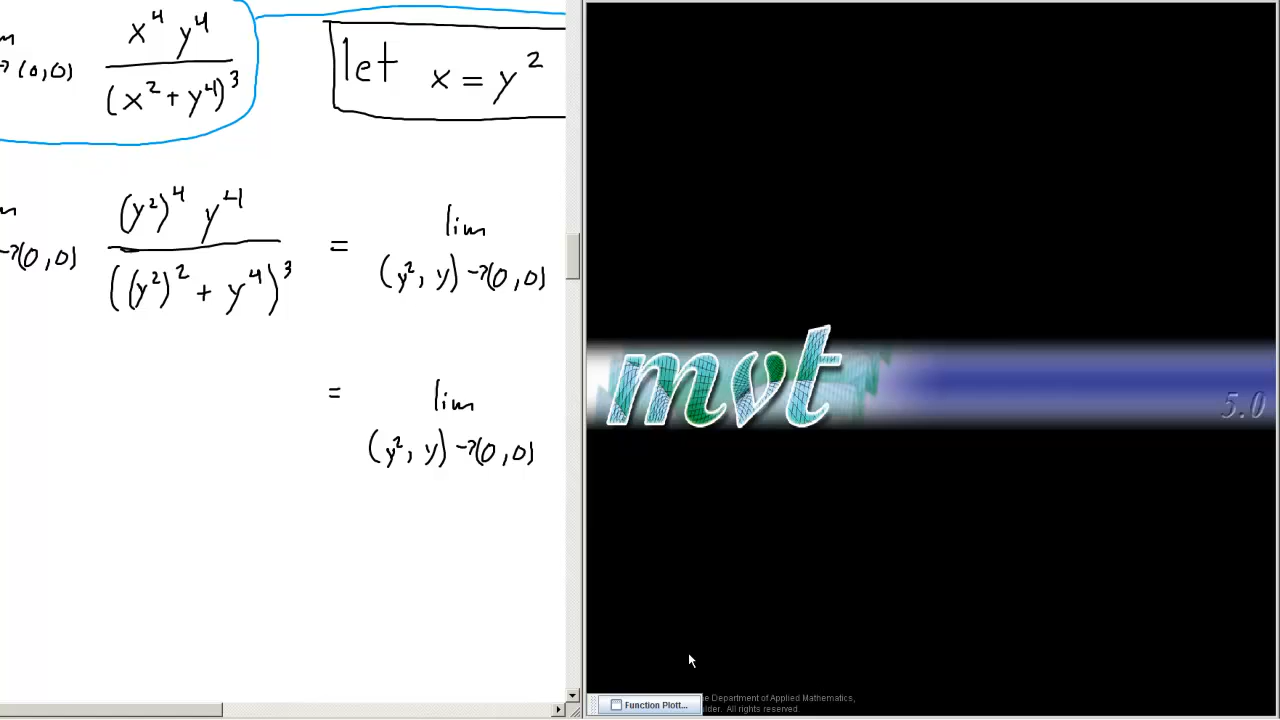 x⁴ y⁴ let x = y²
→(0,0) (x² + y⁴)³
(y²)⁴ y⁴ = lim
→(0,0) ((y²)² + y⁴)³ (y², y)→(0,0)
= lim
(y², y)→(0,0)
mvt
5.0
Function Plott...
e Department of Applied Mathematics,
lder. All rights reserved.